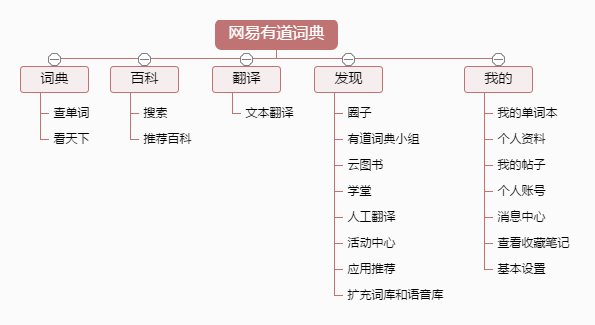 网易有道词典
词典
百科
翻译
发现
我的
查单词
看天下
搜索
推荐百科
文本翻译
圈子
有道词典小组
云图书
学堂
人工翻译
活动中心
应用推荐
扩充词库和语音库
我的单词本
个人资料
我的帖子
个人账号
消息中心
查看收藏笔记
基本设置